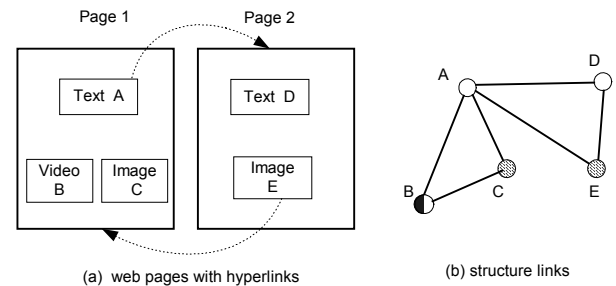 Page 1
Page 2
Text A
Text D
Video
B
Image
C
Image
E
(a) web pages with hyperlinks
A
D
B
C
E
(b) structure links